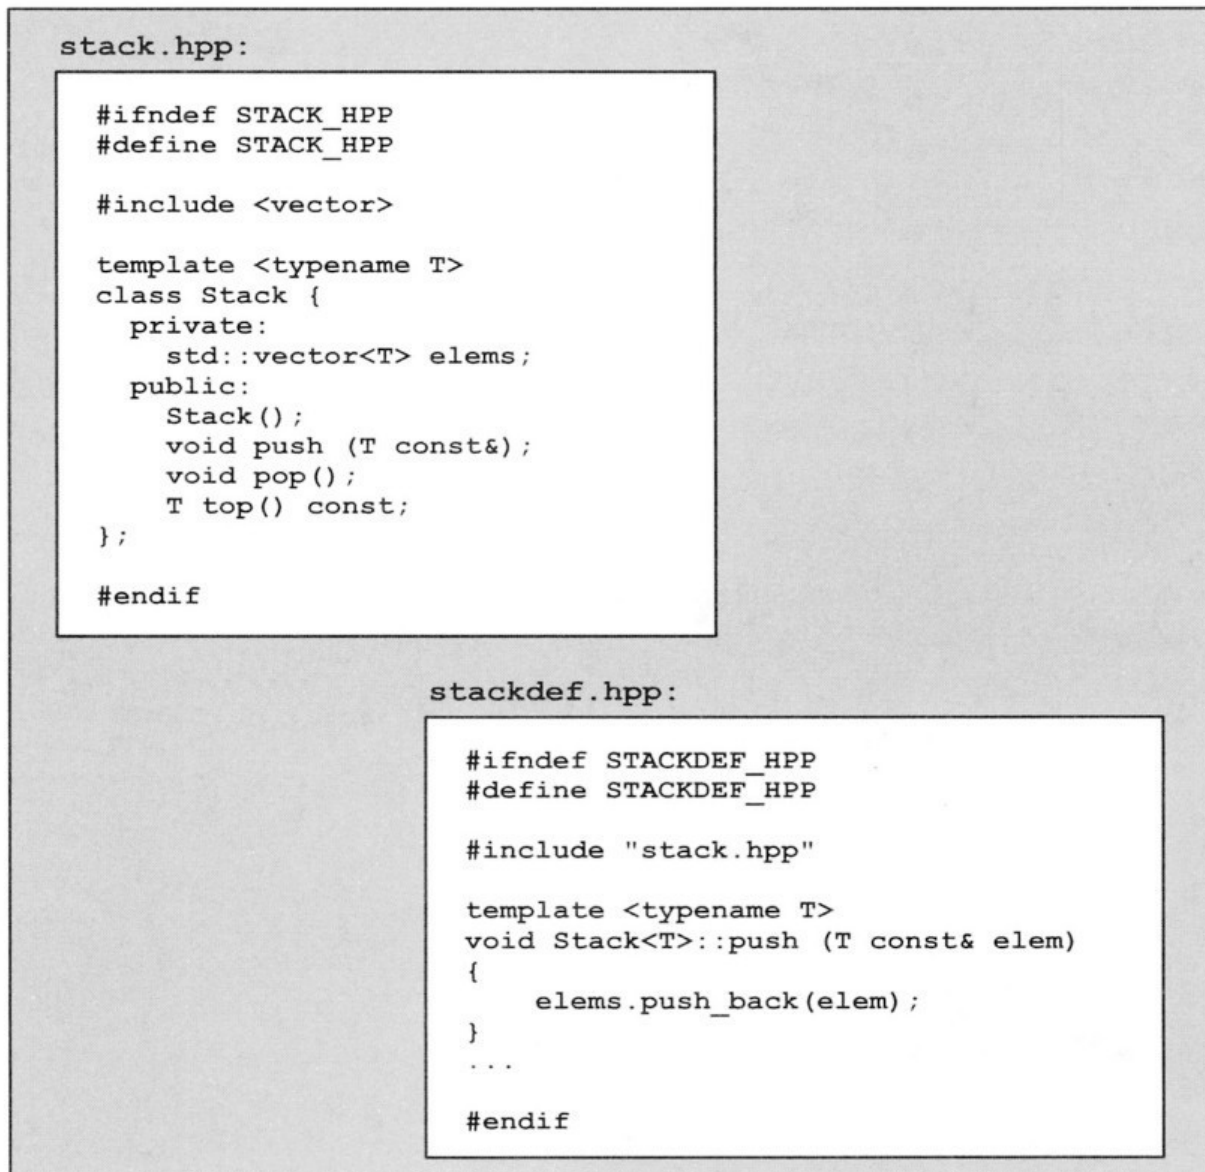 stack.hpp:
#ifndef STACK_HPP
#define STACK_HPP
#include <vector>
template <typename T>
class Stack {
private:
std::vector<T> elems;
public:
Stack();
void push (T const&);
void pop();
T top() const;
};
#endif
stackdef.hpp:
#ifndef STACKDEF_HPP
#define STACKDEF_HPP
#include "stack.hpp"
template <typename T>
void Stack<T>::push (T const& elem)
{
elems.push_back(elem);
}
...
#endif